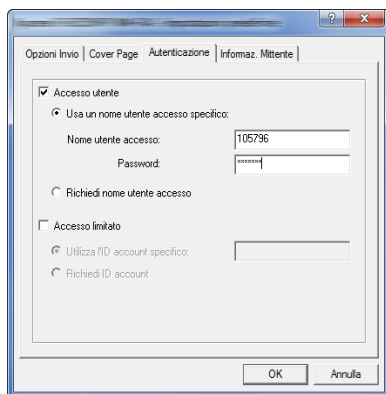 Opzioni Invio Cover Page Autenticazione Informaz. Mittente
Accesso utente
Usa un nome utente accesso specifico:
Nome utente accesso: 105796
Password: *******
Richiedi nome utente accesso
Accesso limitato
Utilizza l'ID account specifico:
Richiedi ID account
OK Annulla